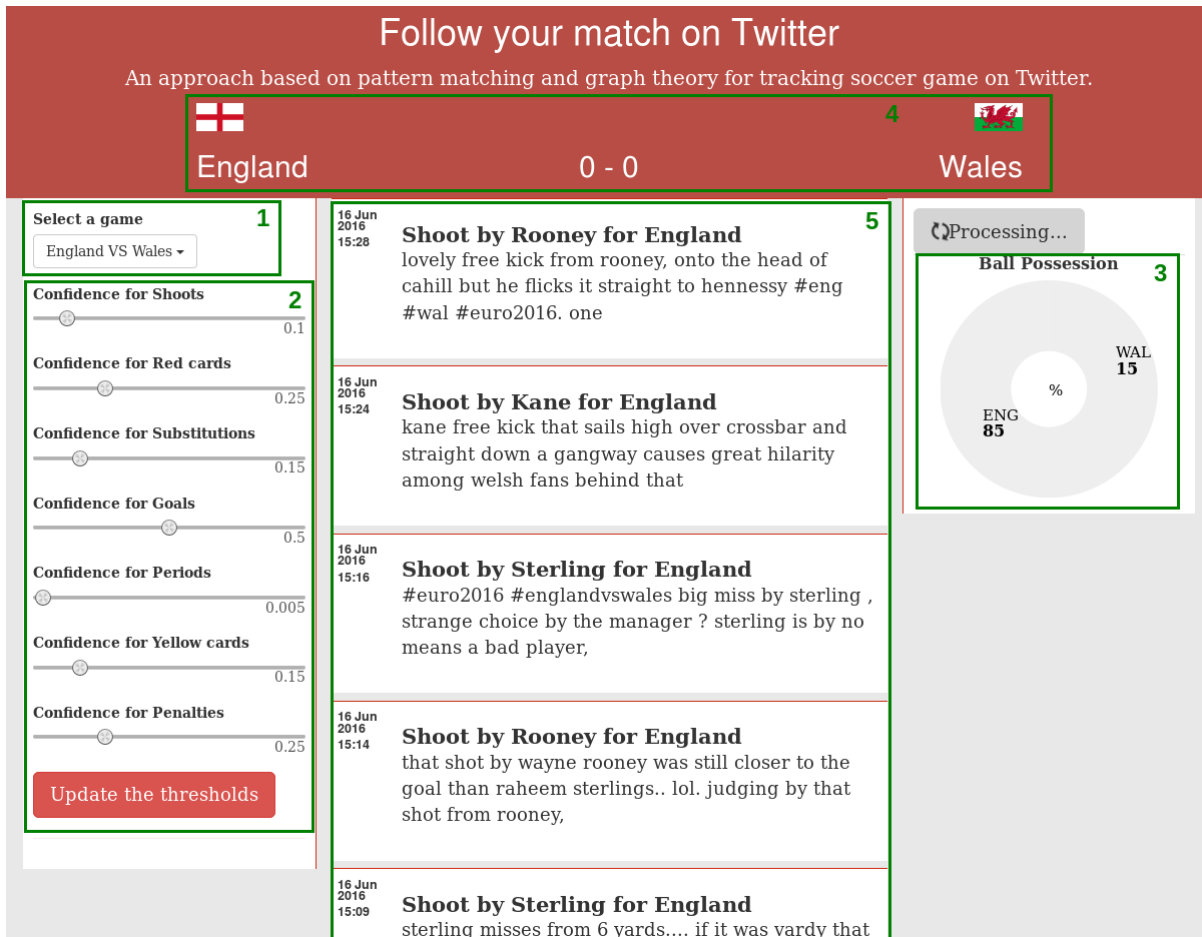 Follow your match on Twitter
An approach based on pattern matching and graph theory for tracking soccer game on Twitter.
4
England
0 - 0
Wales
Select a game
1
England VS Wales
2
Confidence for Shoots
0.1
Confidence for Red cards
0.25
Confidence for Substitutions
0.15
Confidence for Goals
0.5
Confidence for Periods
0.005
Confidence for Yellow cards
0.15
Confidence for Penalties
0.25
Update the thresholds
5
16 Jun
2016
15:28
Shoot by Rooney for England
lovely free kick from rooney, onto the head of
cahill but he flicks it straight to hennessy #eng
#wal #euro2016. one
16 Jun
2016
15:24
Shoot by Kane for England
kane free kick that sails high over crossbar and
straight down a gangway causes great hilarity
among welsh fans behind that
16 Jun
2016
15:16
Shoot by Sterling for England
#euro2016 #englandvswales big miss by sterling ,
strange choice by the manager ? sterling is by no
means a bad player,
16 Jun
2016
15:14
Shoot by Rooney for England
that shot by wayne rooney was still closer to the
goal than raheem sterlings.. lol. judging by that
shot from rooney,
16 Jun
2016
15:09
Shoot by Sterling for England
sterling misses from 6 yards.... if it was vardy that
Processing...
Ball Possession
3
WAL
15
%
ENG
85